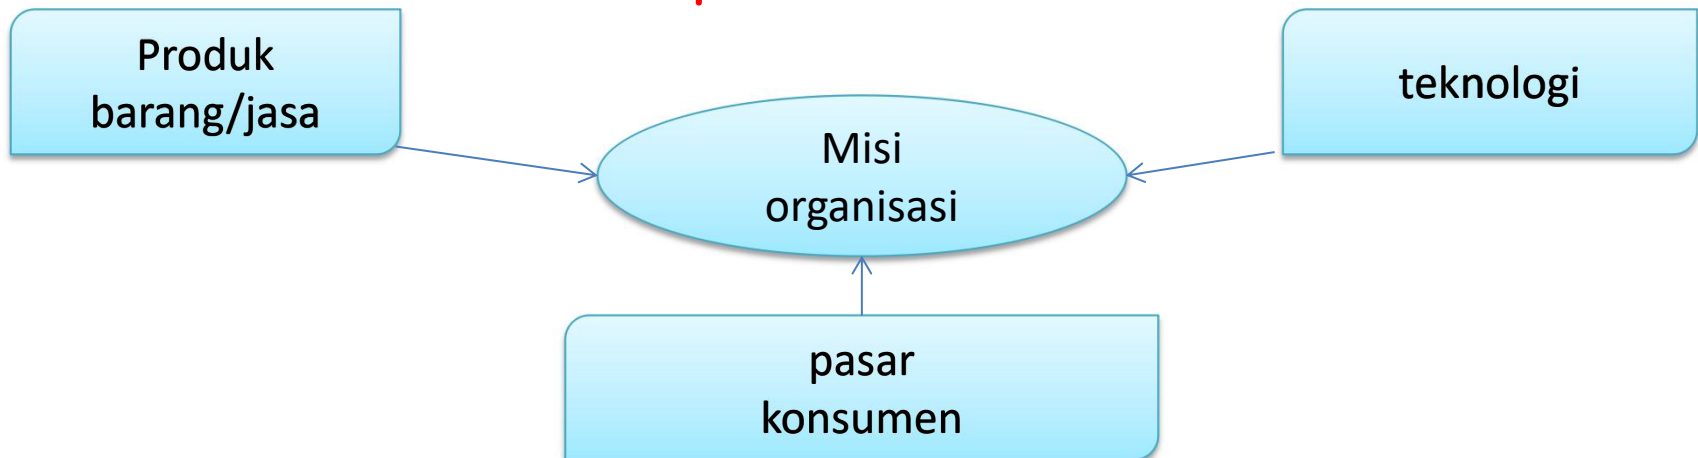 Produk
barang/jasa
teknologi
Misi
organisasi
pasar
konsumen